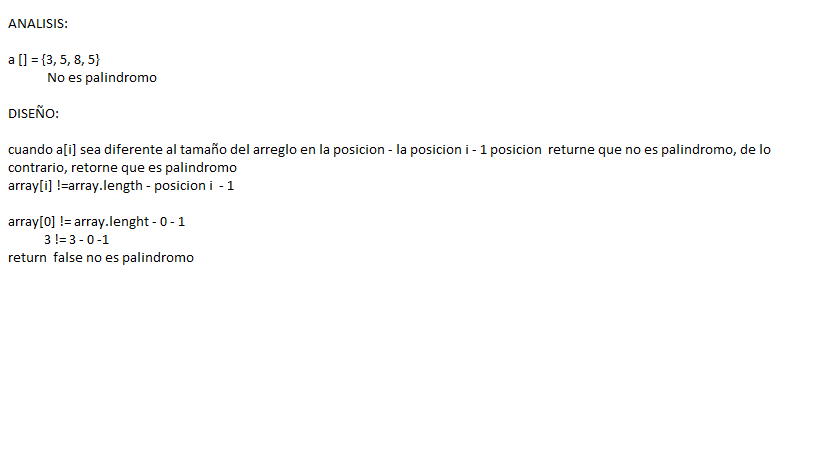 ANALISIS:
a [] = {3, 5, 8, 5}
No es palindromo
DISEÑO:
cuando a[i] sea diferente al tamaño del arreglo en la posicion - la posicion i - 1 posicion returne que no es palindromo, de lo
contrario, retorne que es palindromo
array[i] !=array.length - posicion i - 1
array[0] != array.lenght - 0 - 1
3 != 3 - 0 -1
return false no es palindromo